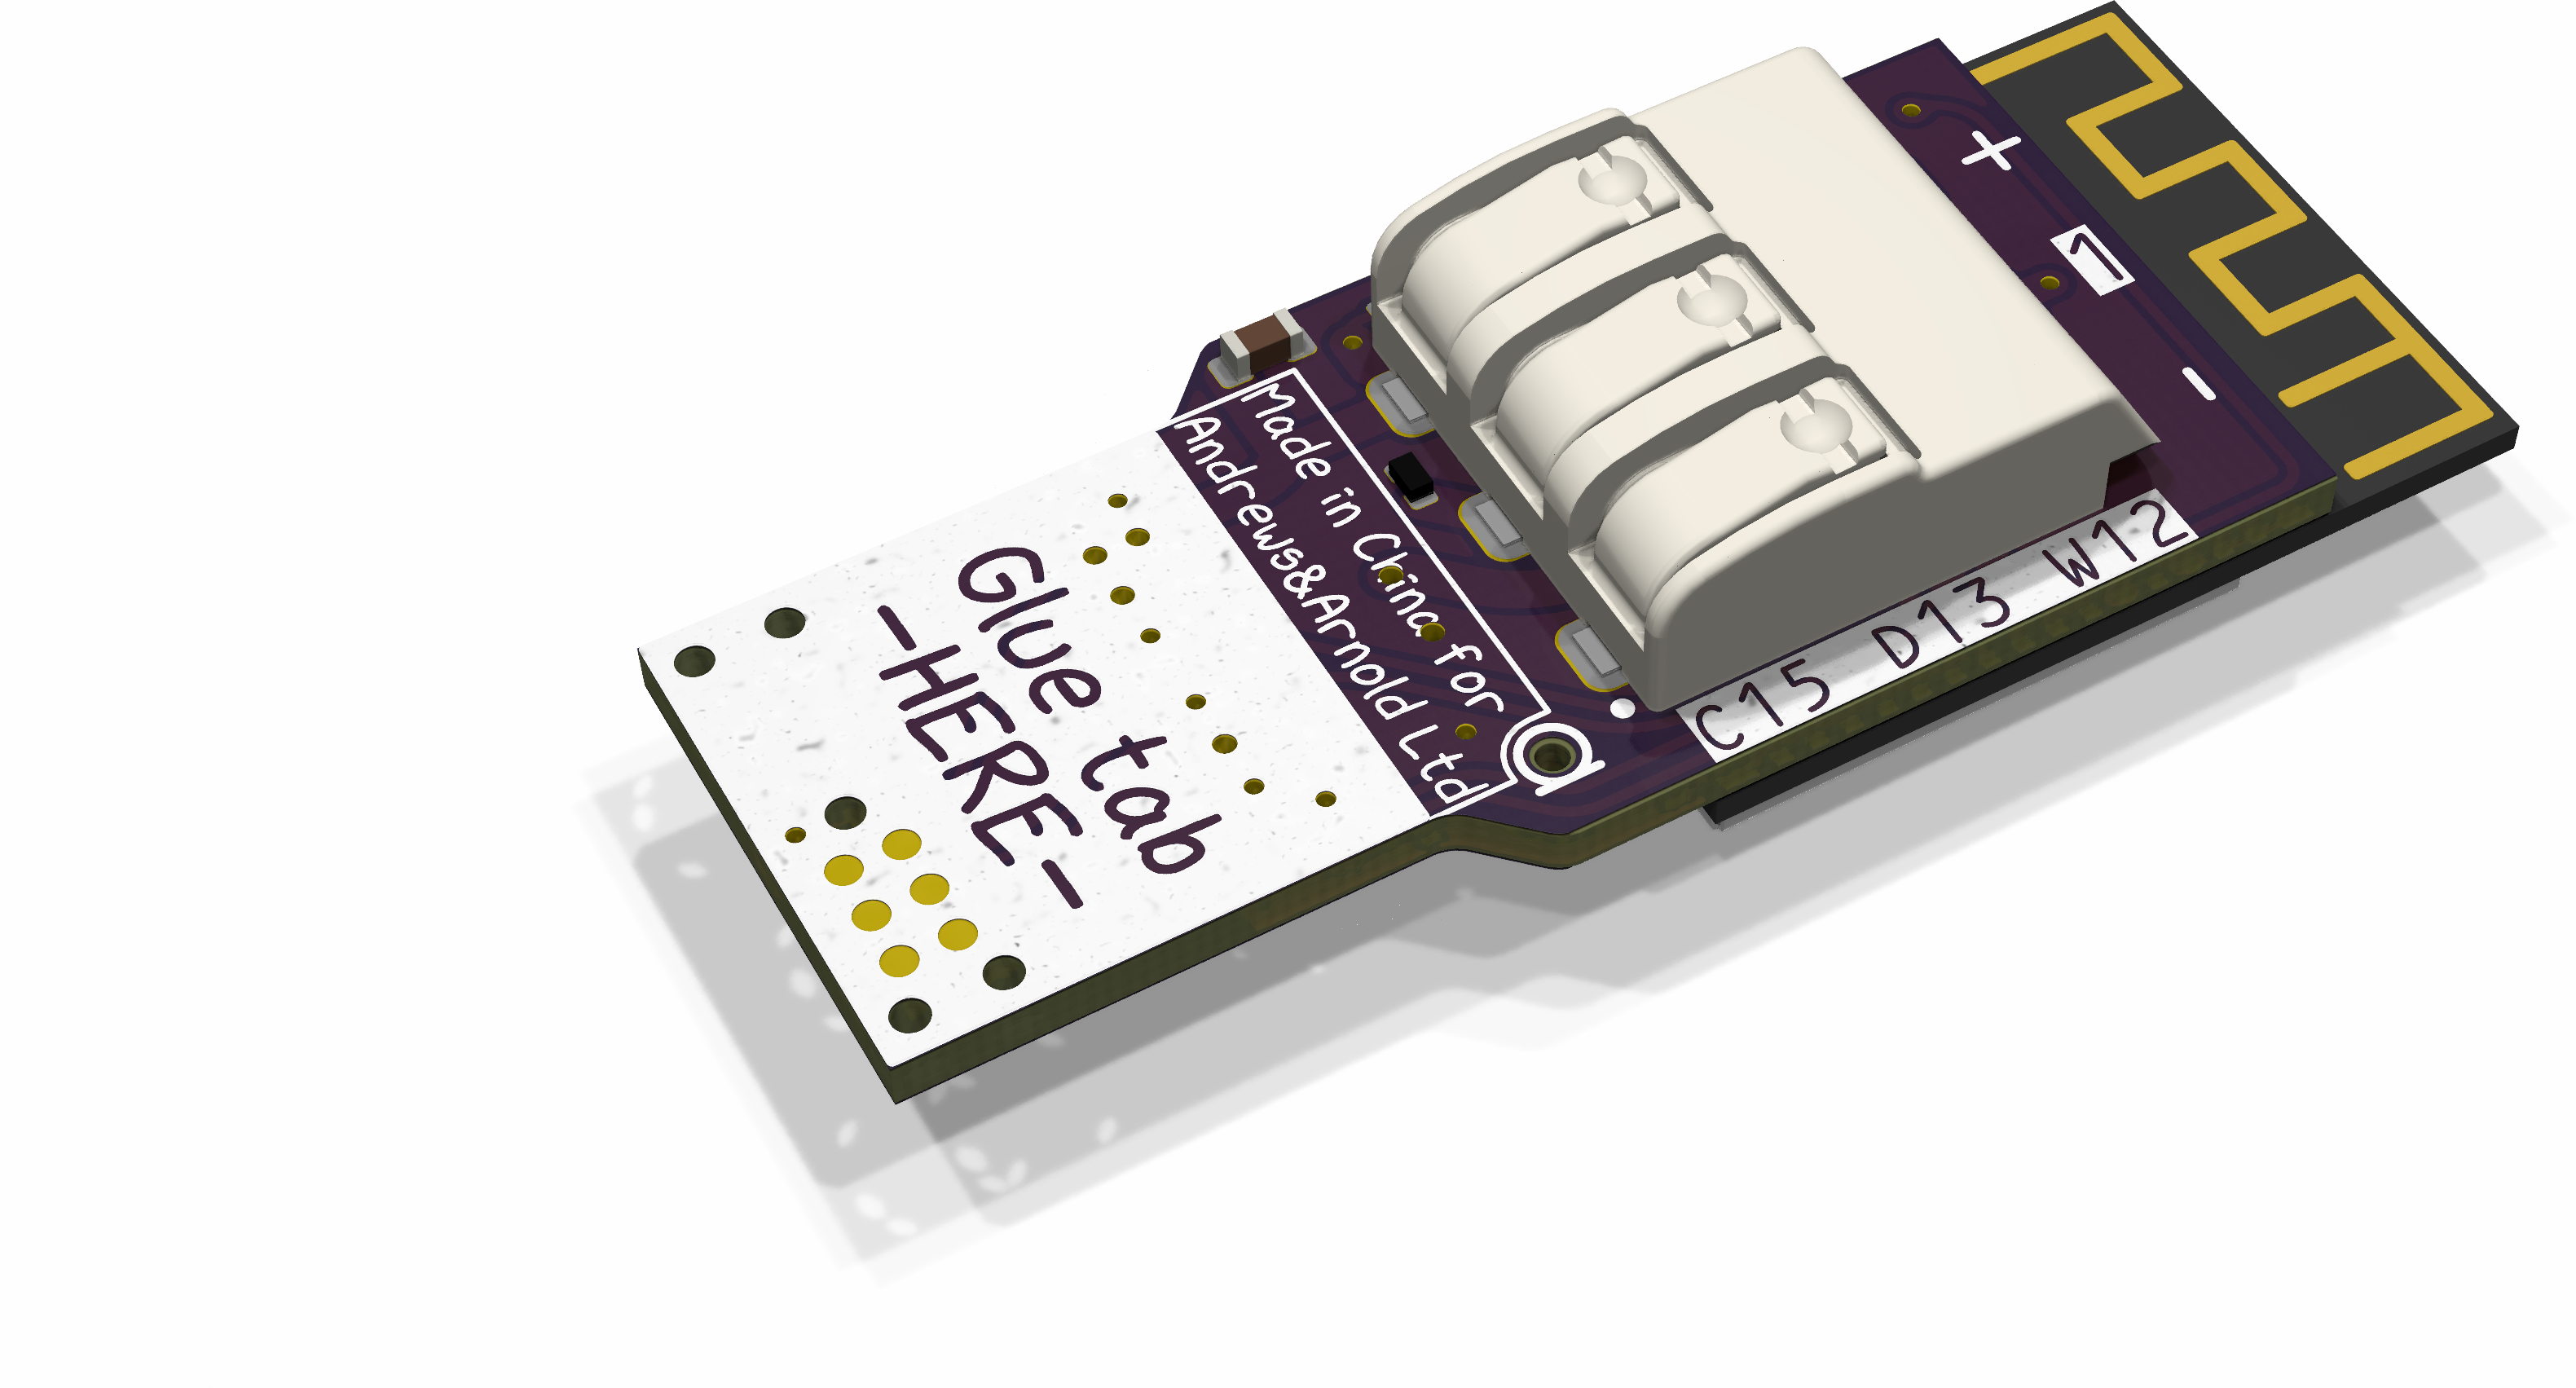 Glue tab
-HERE-
Made in China for
Andrews&Arnold Ltd
+
1
-
C15 D13 W12